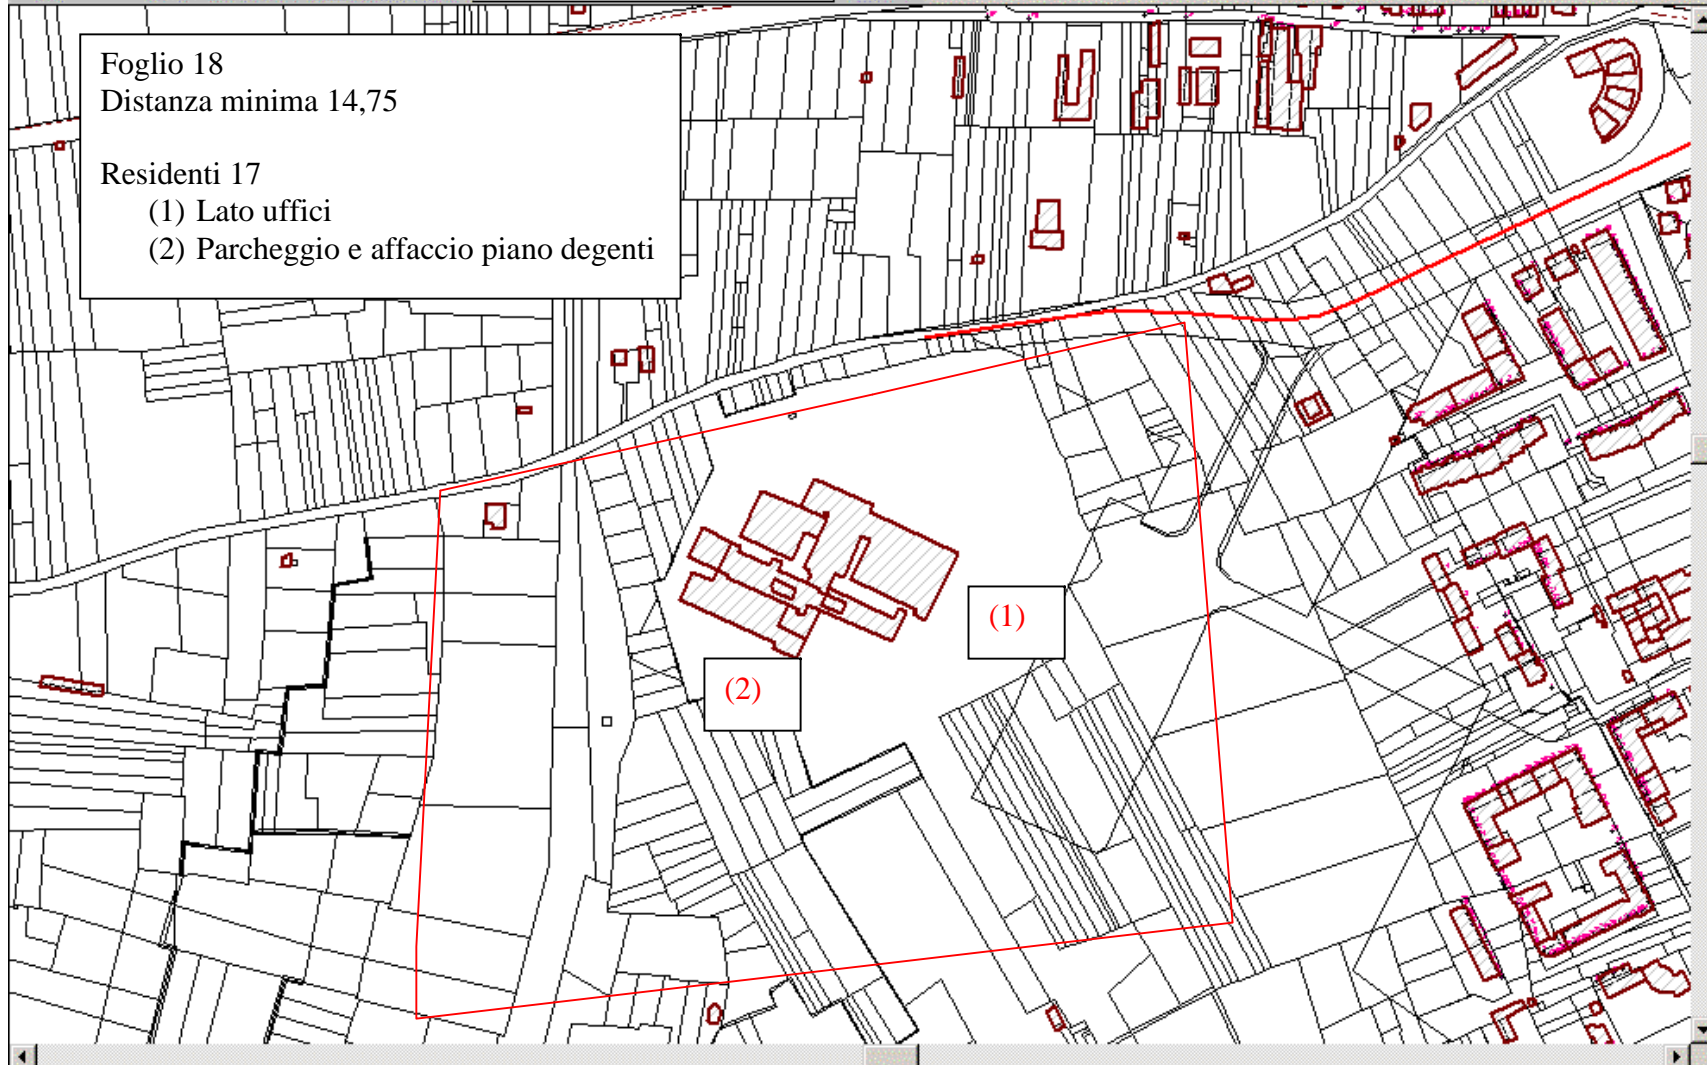 Foglio 18
Distanza minima 14,75
Residenti 17
(1) Lato uffici
(2) Parcheggio e affaccio piano degenti
(1)
(2)